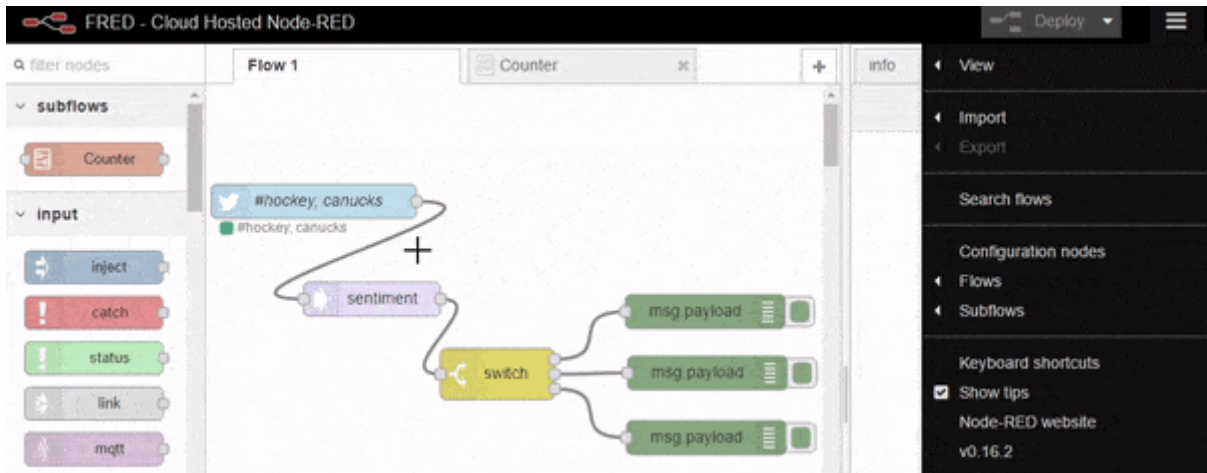 FRED - Cloud Hosted Node-RED
Deploy
filter nodes
Flow 1
Counter
info
subflows
Counter
input
inject
catch
status
link
mqtt
#hockey, canucks
#hockey, canucks
sentiment
switch
msg.payload
msg.payload
msg.payload
View
Import
Export
Search flows
Configuration nodes
Flows
Subflows
Keyboard shortcuts
Show tips
Node-RED website
v0.16.2